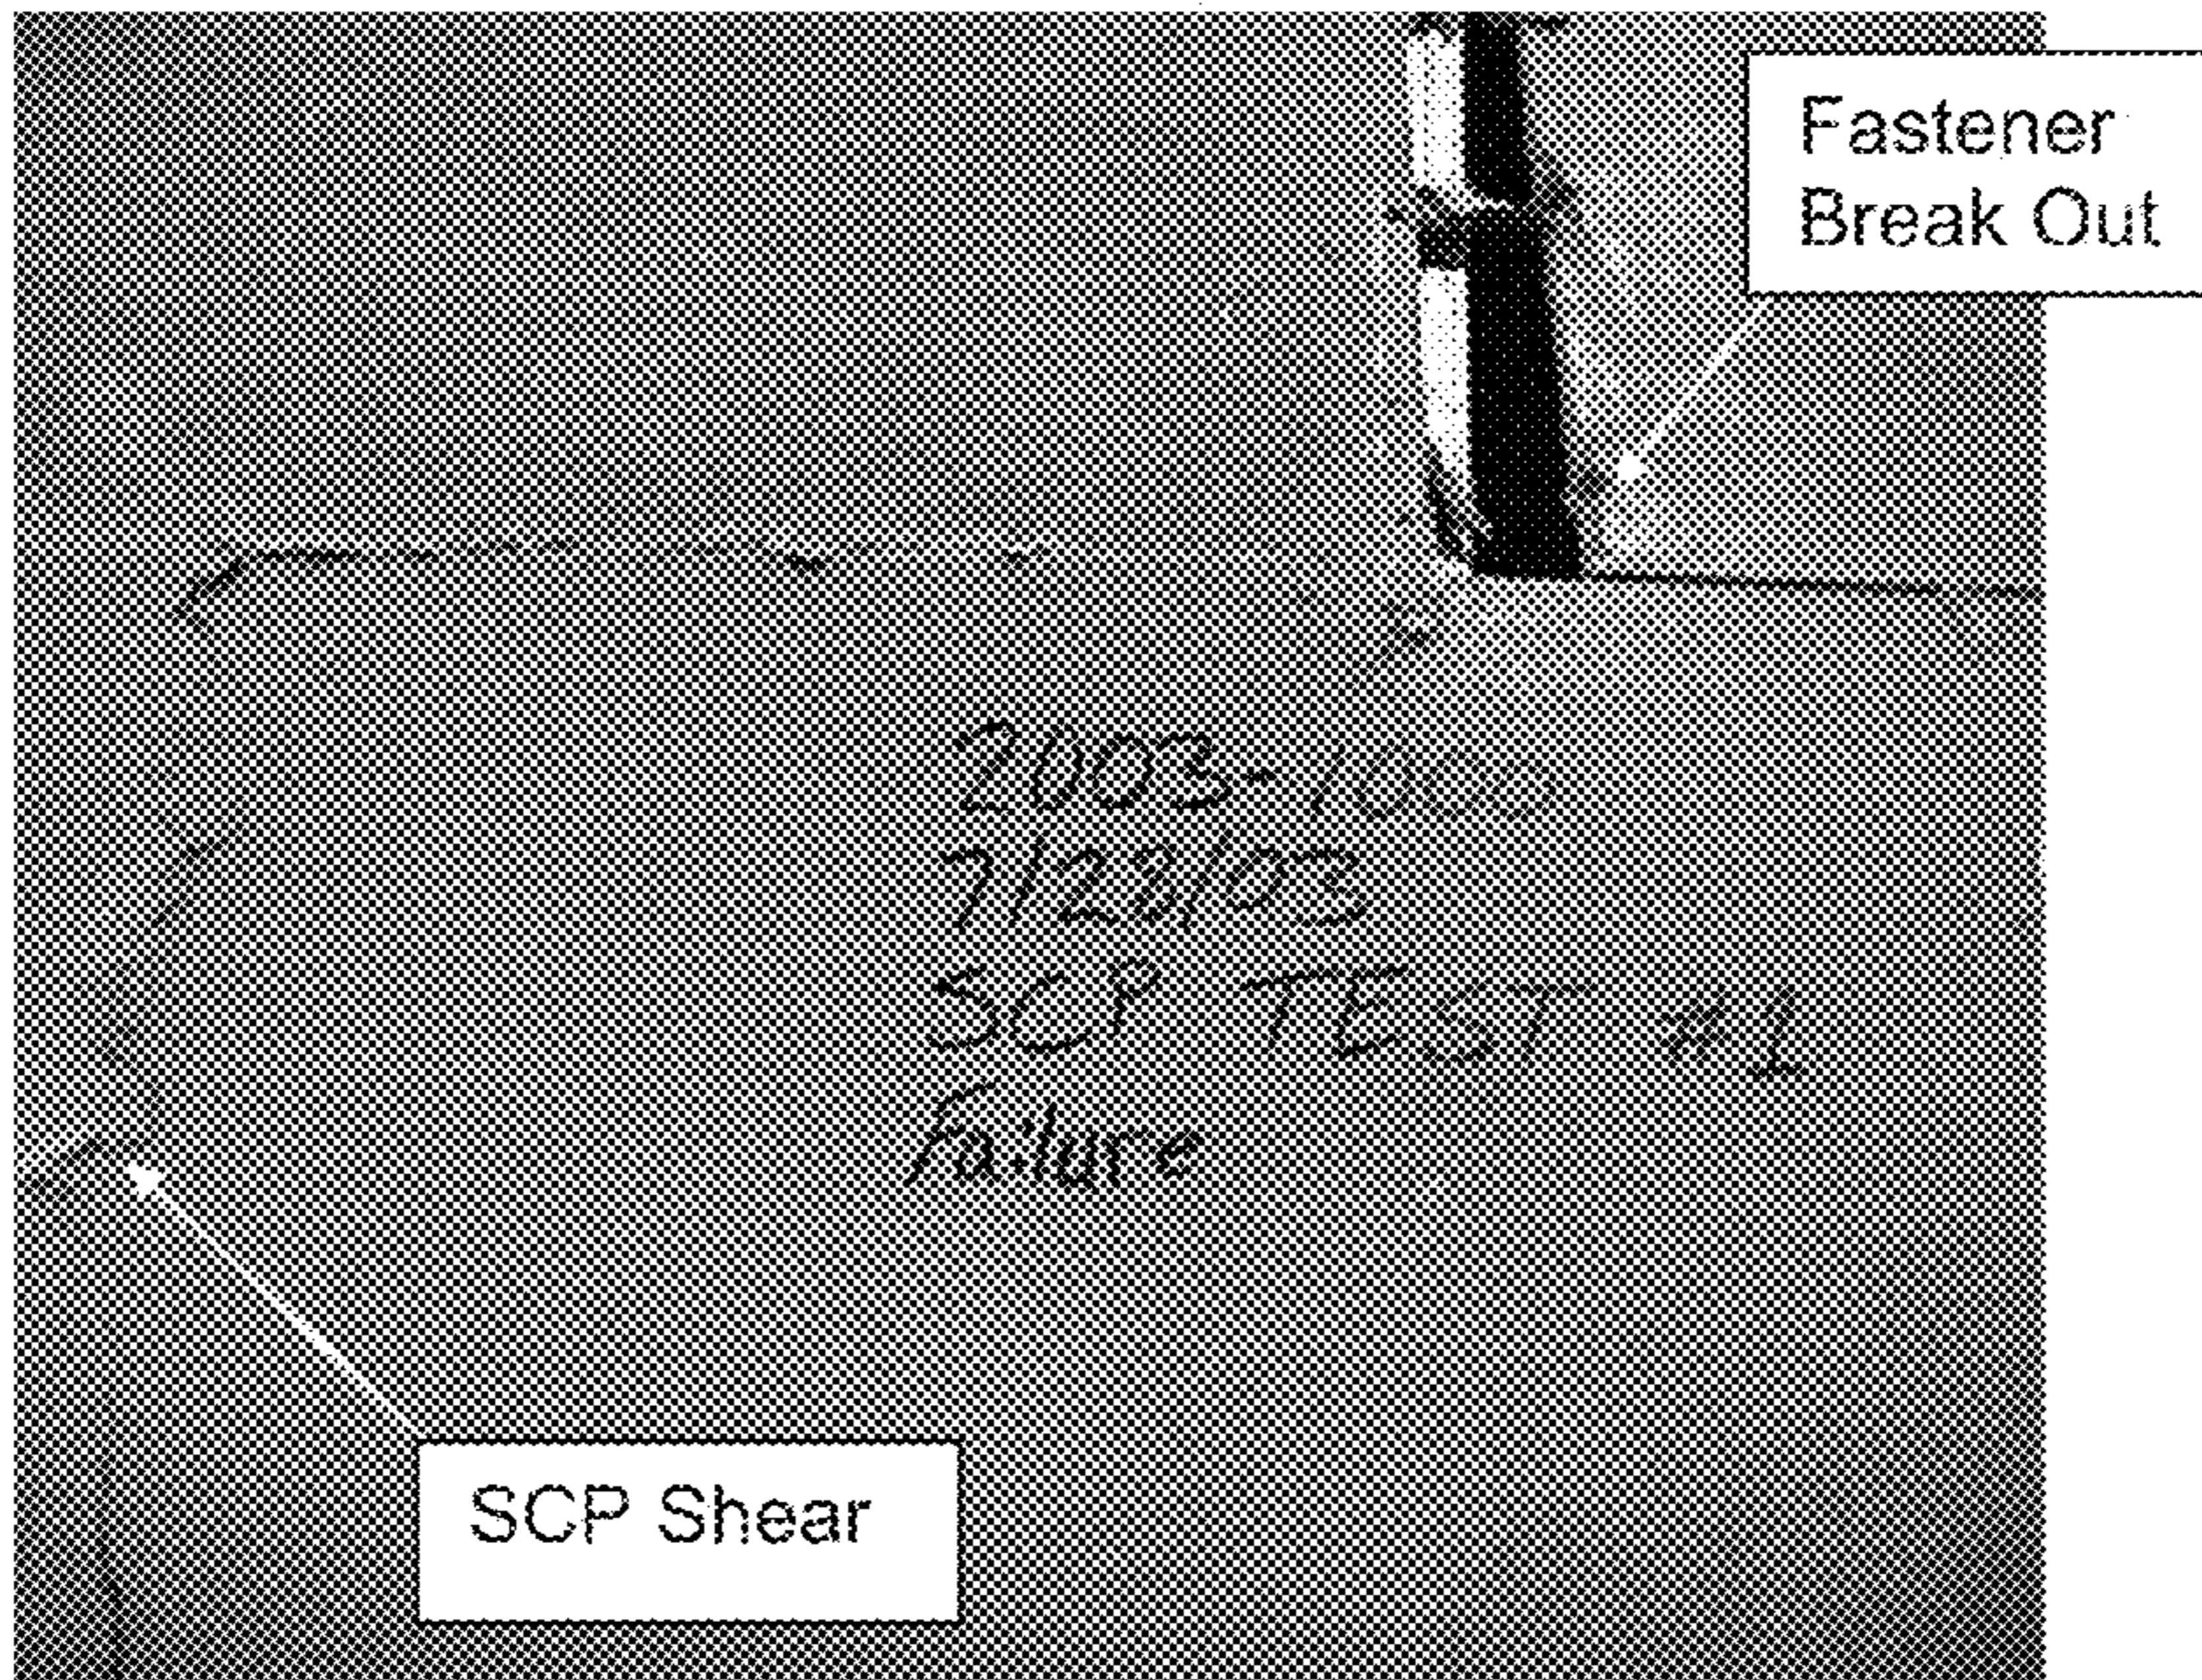 Fastener
Break Out
2003-1000
7/23/03
SCP TEST #1
Failure
SCP Shear